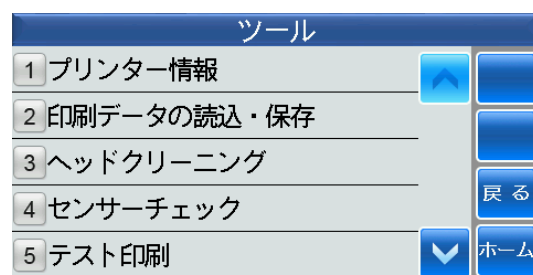 ツール
1 プリンター情報
2 印刷データの読込・保存
3 ヘッドクリーニング
4 センサーチェック
5 テスト印刷
戻る
ホーム